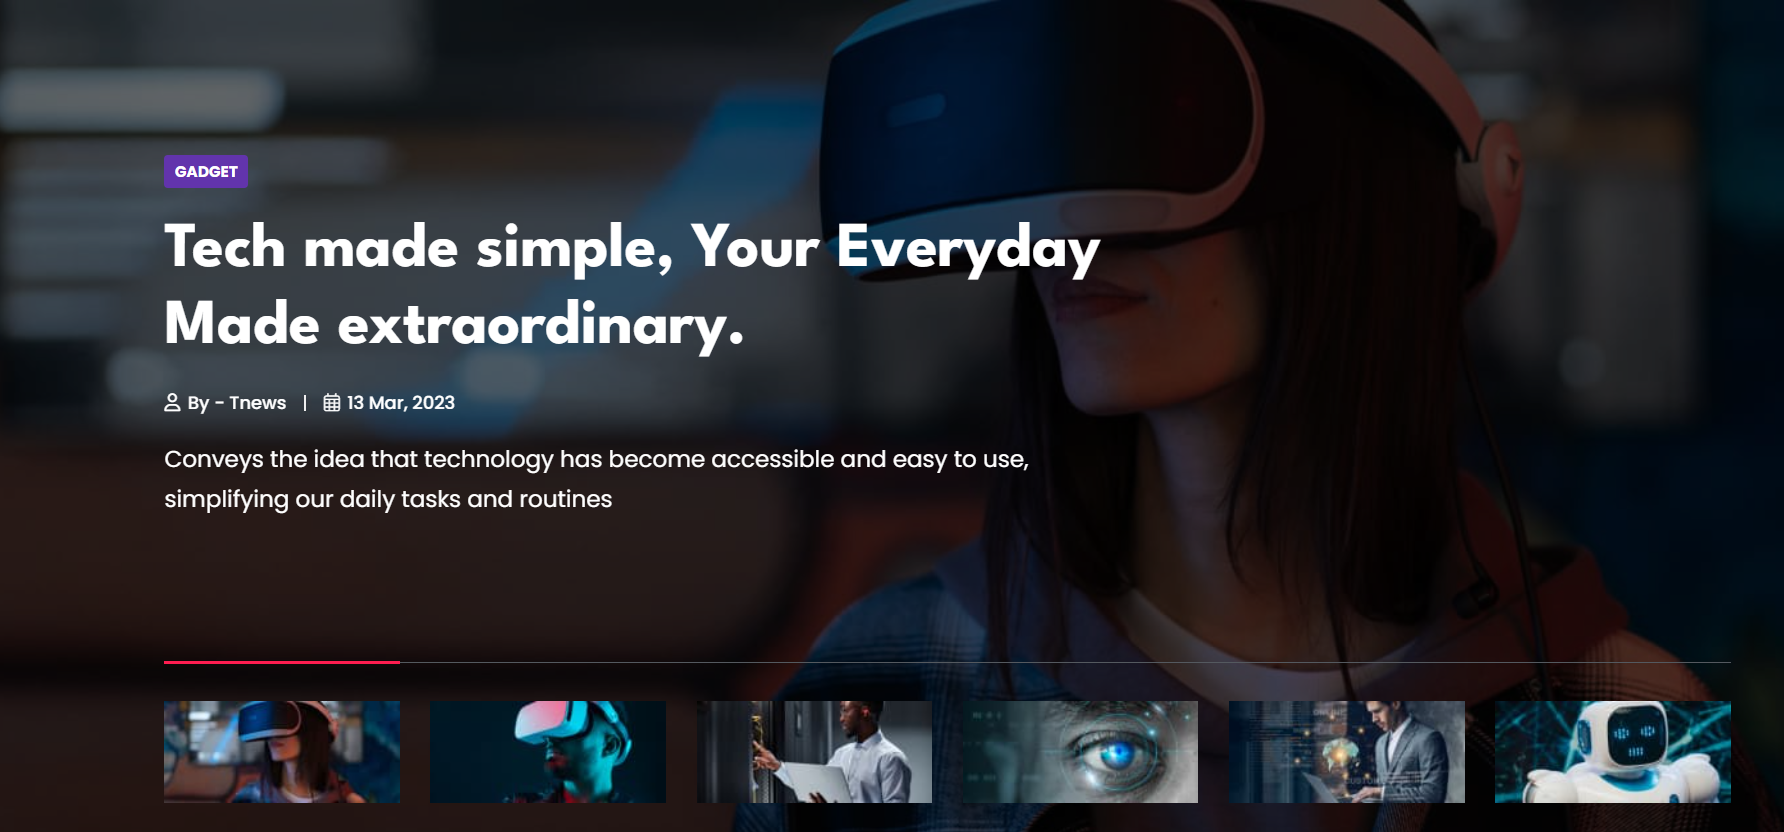 GADGET
Tech made simple, Your Everyday
Made extraordinary.
By - Tnews | 13 Mar, 2023
Conveys the idea that technology has become accessible and easy to use,
simplifying our daily tasks and routines